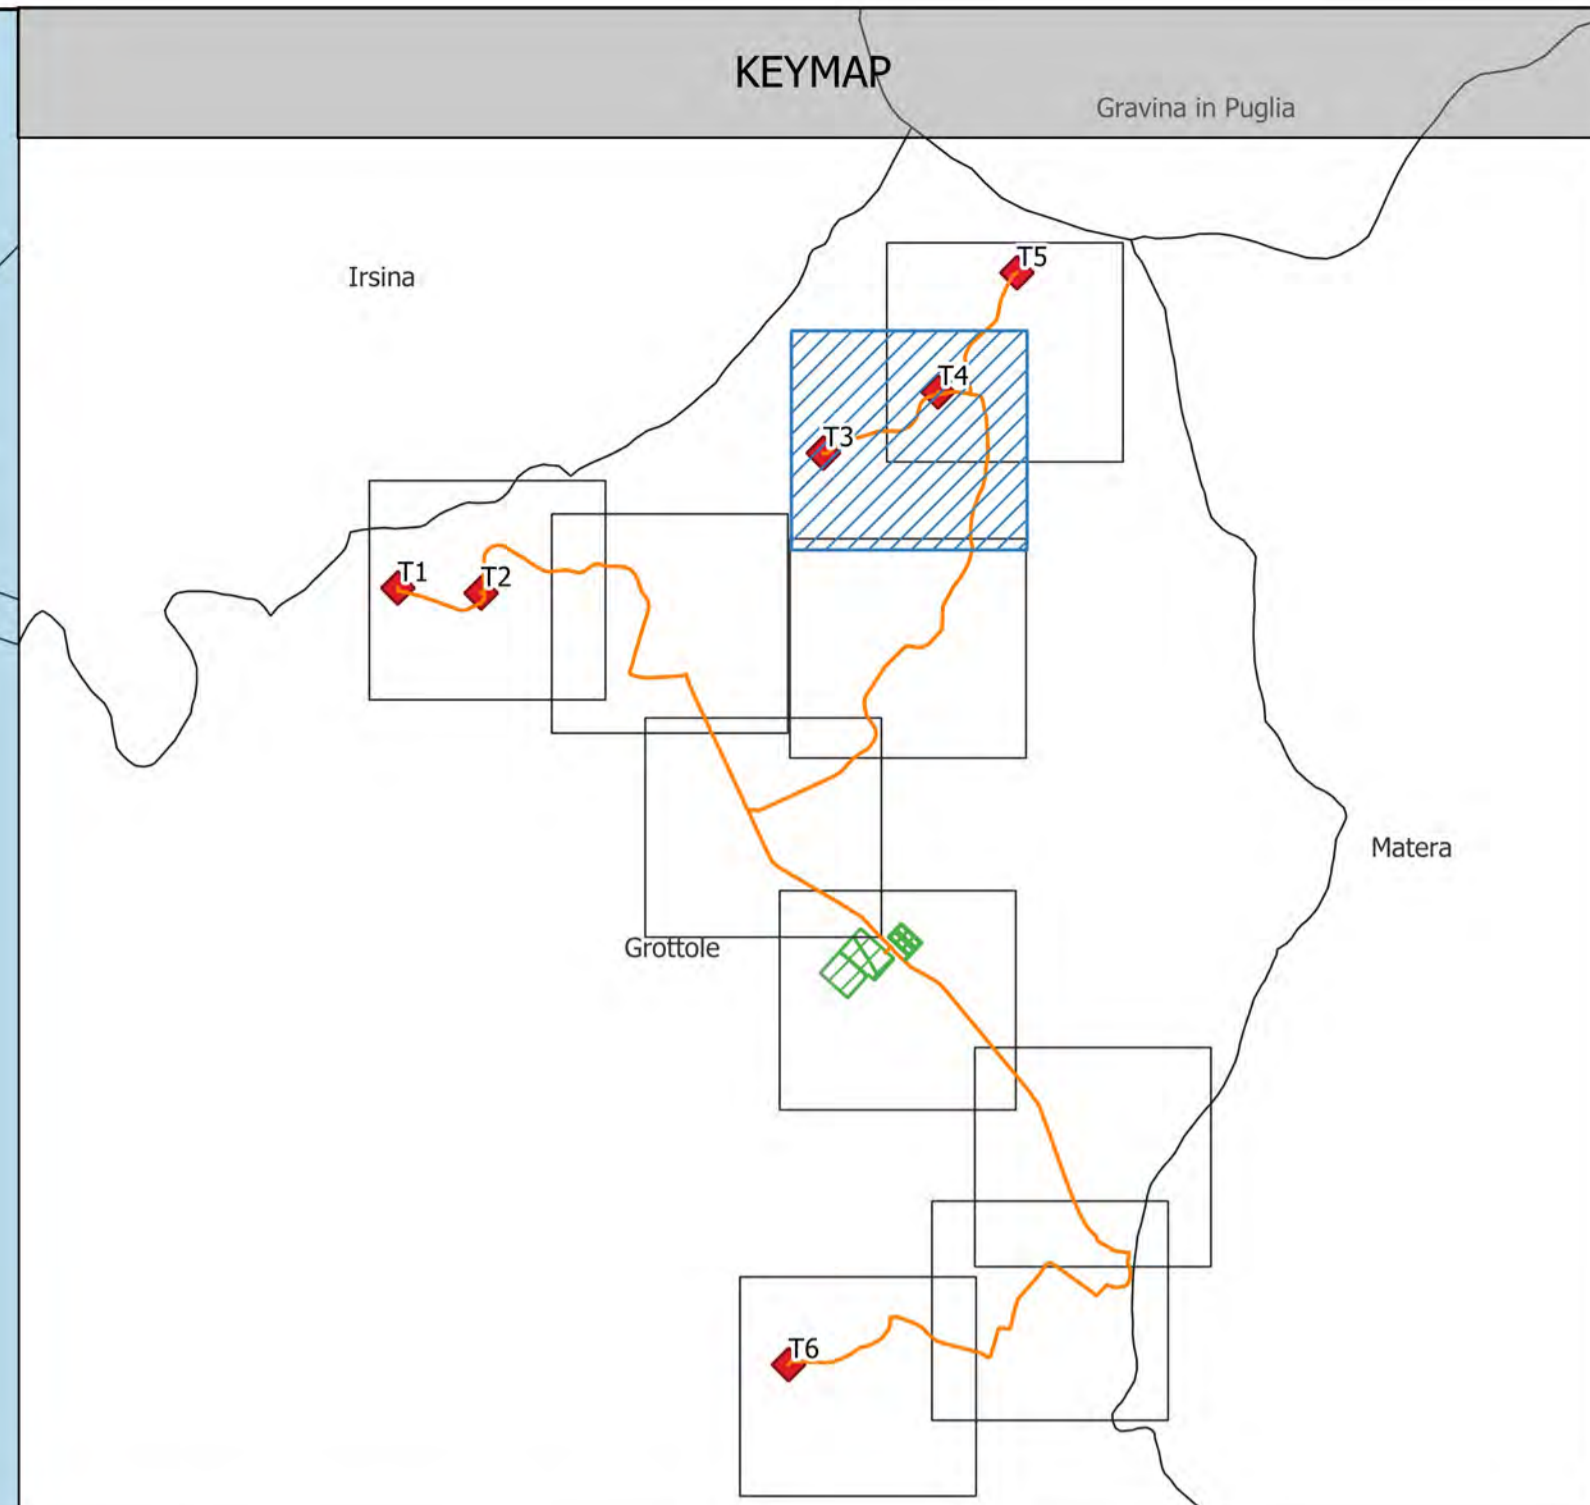 KEYMAP
Gravina in Puglia
Irsina
T5
T4
T3
T1
T2
Matera
Grottole
T6